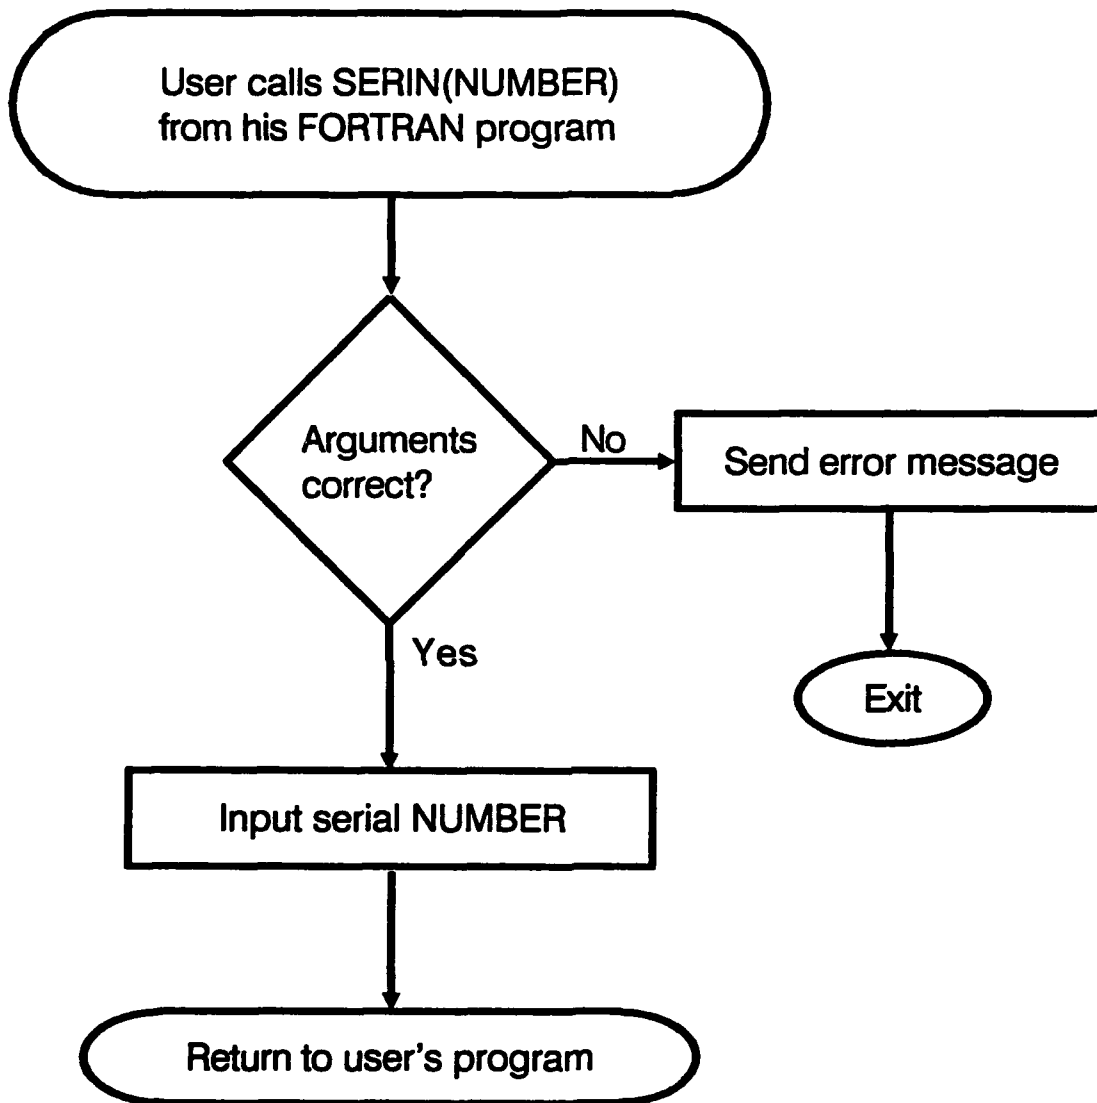 User calls SERIN(NUMBER)
from his FORTRAN program
Arguments
correct?
No
Send error message
Yes
Exit
Input serial NUMBER
Return to user's program